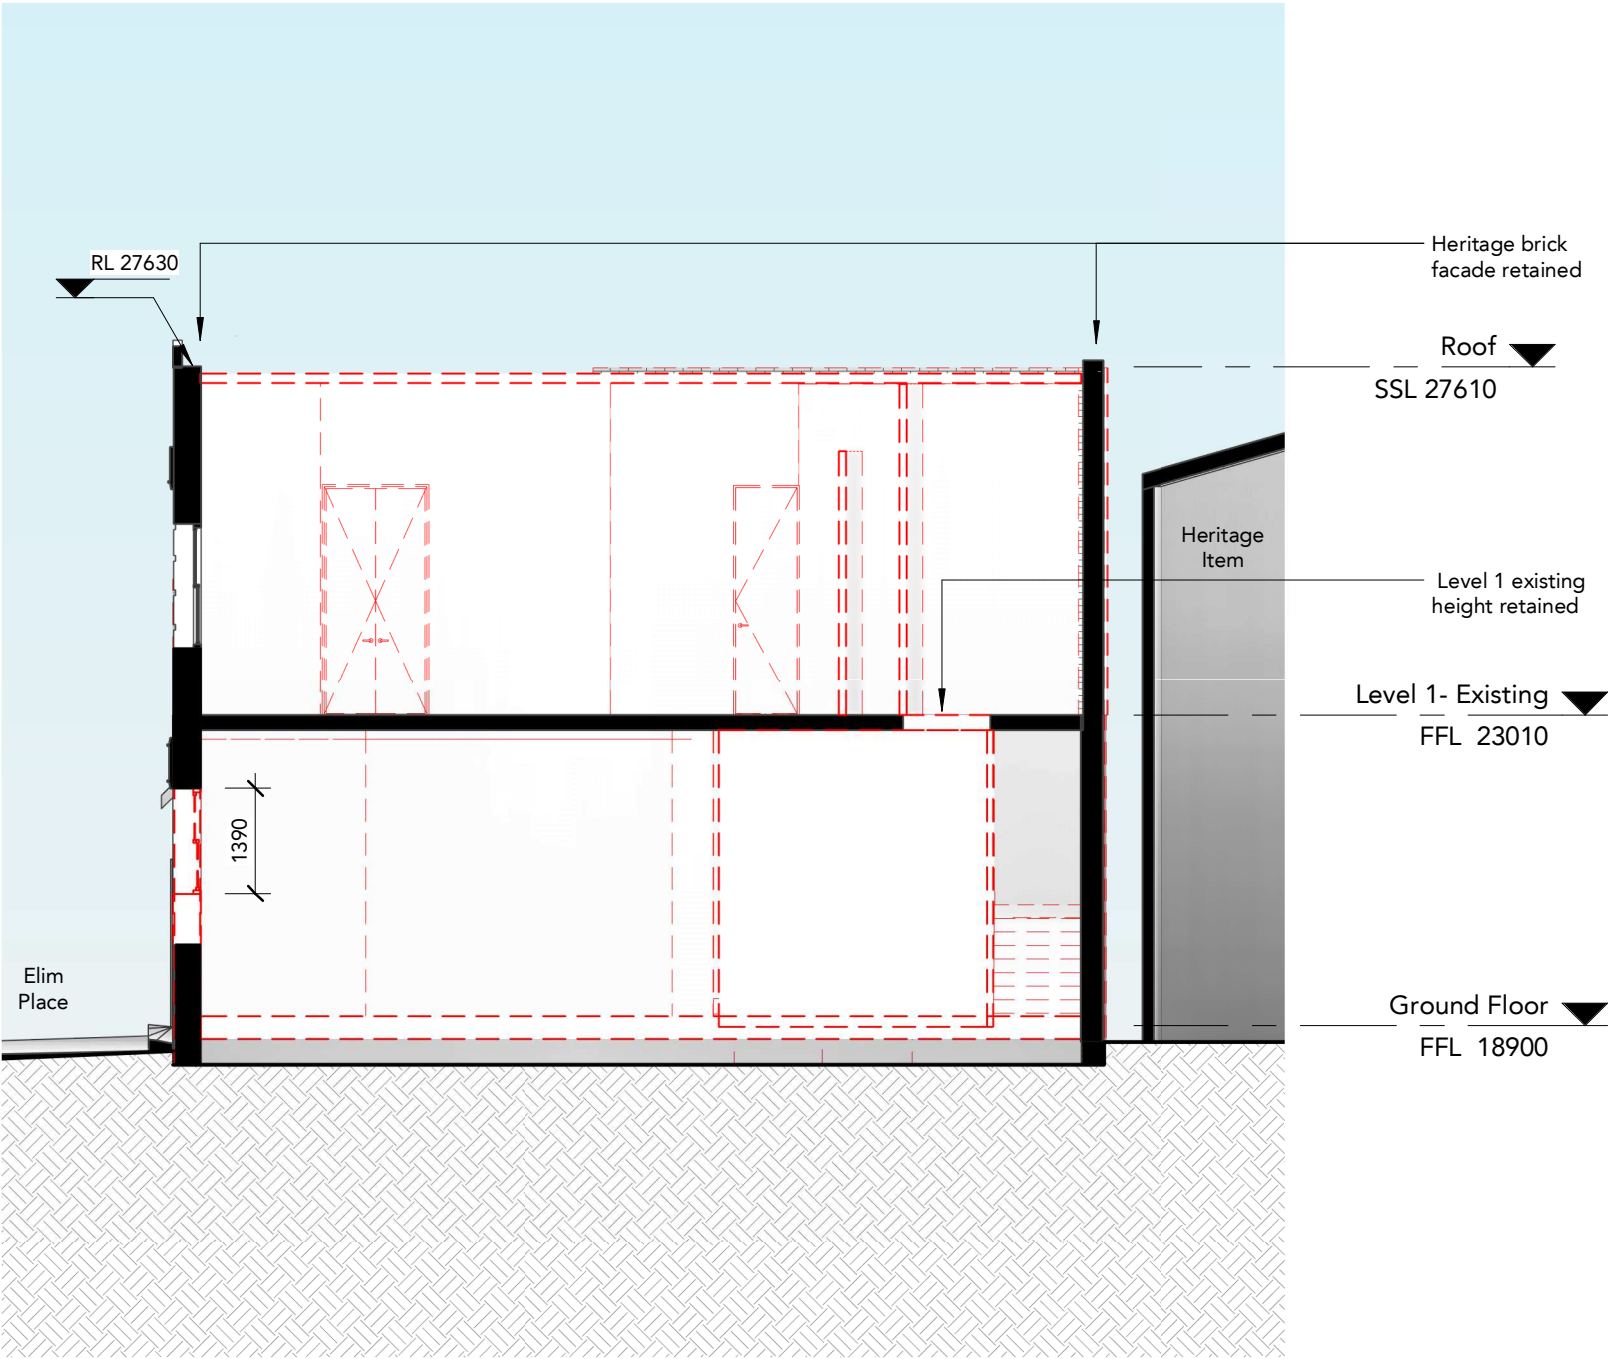 RL 27630
Heritage brick
facade retained
Roof
SSL 27610
Heritage
Item
Level 1 existing
height retained
Level 1- Existing
FFL 23010
1390
Elim
Place
Ground Floor
FFL 18900